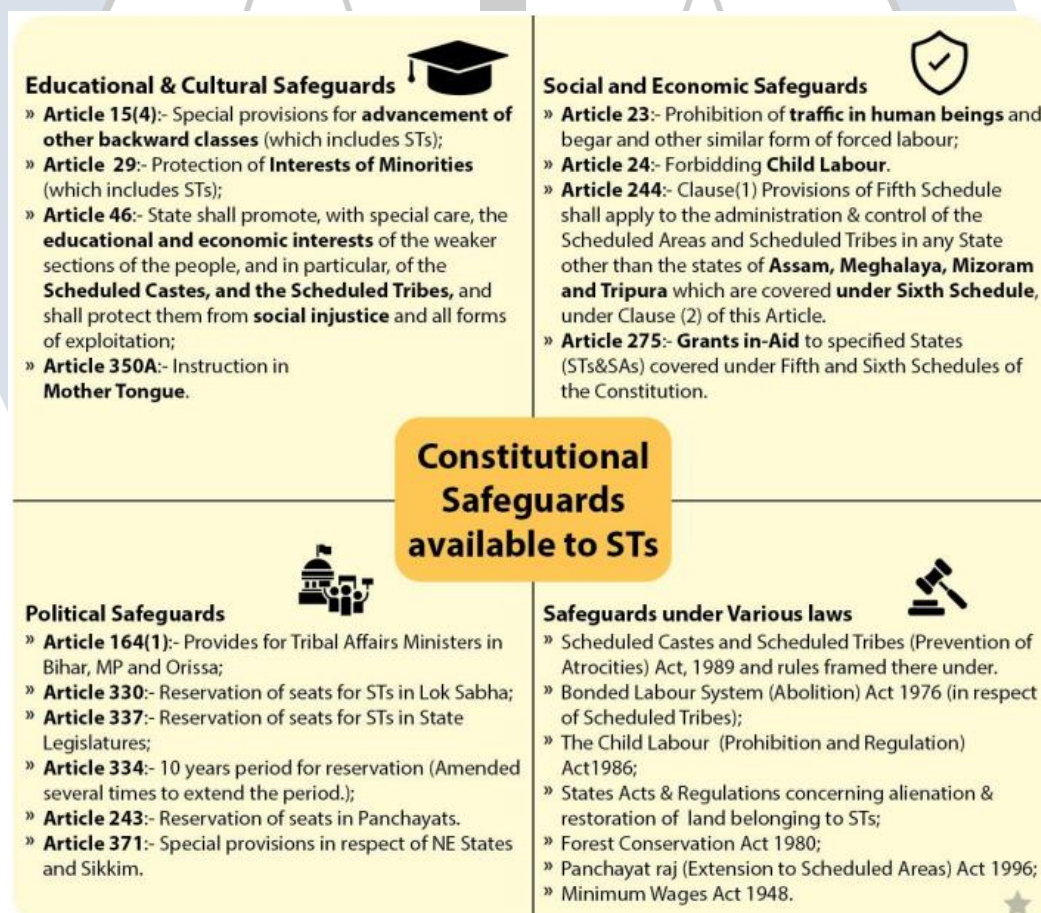 Educational & Cultural Safeguards
» Article 15(4):- Special provisions for advancement of
other backward classes (which includes STs);
» Article 29:- Protection of Interests of Minorities
(which includes STs);
» Article 46:- State shall promote, with special care, the
educational and economic interests of the weaker
sections of the people, and in particular, of the
Scheduled Castes, and the Scheduled Tribes, and
shall protect them from social injustice and all forms
of exploitation;
» Article 350A:- Instruction in
Mother Tongue.
Social and Economic Safeguards
» Article 23:- Prohibition of traffic in human beings and
begar and other similar form of forced labour;
» Article 24:- Forbidding Child Labour.
» Article 244:- Clause(1) Provisions of Fifth Schedule
shall apply to the administration & control of the
Scheduled Areas and Scheduled Tribes in any State
other than the states of Assam, Meghalaya, Mizoram
and Tripura which are covered under Sixth Schedule,
under Clause (2) of this Article.
» Article 275:- Grants in-Aid to specified States
(STs&SAs) covered under Fifth and Sixth Schedules of
the Constitution.
Constitutional
Safeguards
available to STs
Political Safeguards
» Article 164(1):- Provides for Tribal Affairs Ministers in
Bihar, MP and Orissa;
» Article 330:- Reservation of seats for STs in Lok Sabha;
» Article 337:- Reservation of seats for STs in State
Legislatures;
» Article 334:- 10 years period for reservation (Amended
several times to extend the period.);
» Article 243:- Reservation of seats in Panchayats.
» Article 371:- Special provisions in respect of NE States
and Sikkim.
Safeguards under Various laws
» Scheduled Castes and Scheduled Tribes (Prevention of
Atrocities) Act, 1989 and rules framed there under.
» Bonded Labour System (Abolition) Act 1976 (in respect
of Scheduled Tribes);
» The Child Labour (Prohibition and Regulation)
Act1986;
» States Acts & Regulations concerning alienation &
restoration of land belonging to STs;
» Forest Conservation Act 1980;
» Panchayat raj (Extension to Scheduled Areas) Act 1996;
» Minimum Wages Act 1948.